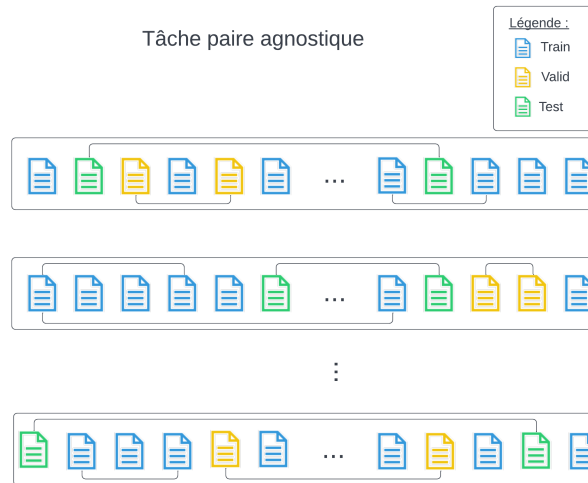 Tâche paire agnostique
Légende :
Train
Valid
Test
...
...
...